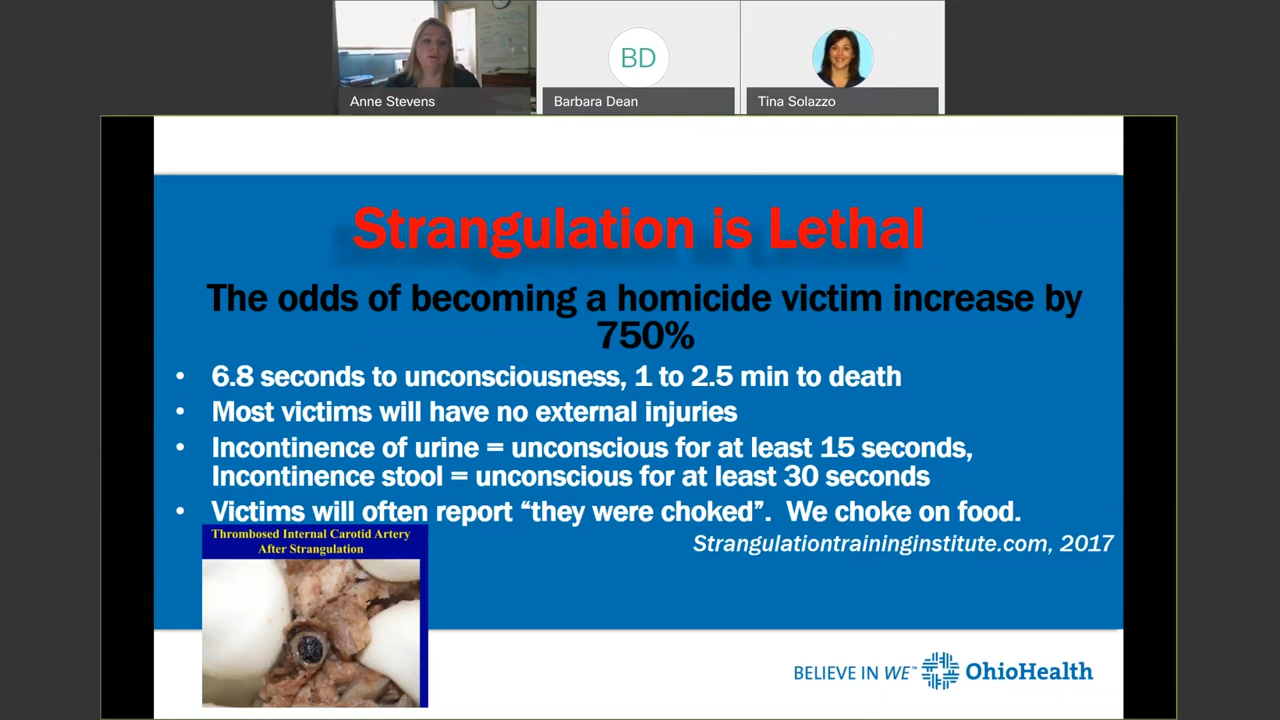 Anne Stevens
BD
Barbara Dean
Tina Solazzo
Strangulation is Lethal
The odds of becoming a homicide victim increase by
750%
• 6.8 seconds to unconsciousness, 1 to 2.5 min to death
• Most victims will have no external injuries
• Incontinence of urine = unconscious for at least 15 seconds,
Incontinence stool = unconscious for at least 30 seconds
• Victims will often report “they were choked”. We choke on food.
Strangulationtraininginstitute.com, 2017
Thrombosed Internal Carotid Artery
After Strangulation
BELIEVE IN WE™ OhioHealth